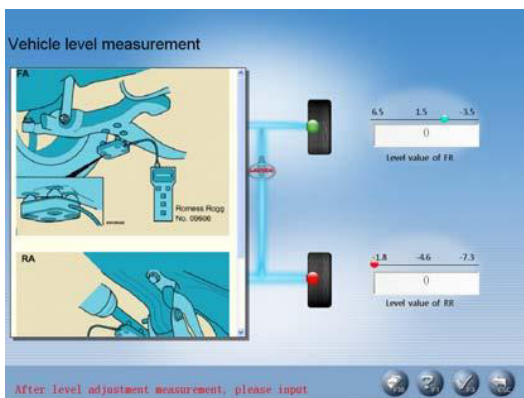 Vehicle level measurement
FA
Romess Rogg
No. 09606
RA
6.5 1.5 -3.5
0
Level value of FR
-1.8 -4.6 -7.3
0
Level value of RR
After level adjustment measurement, please input